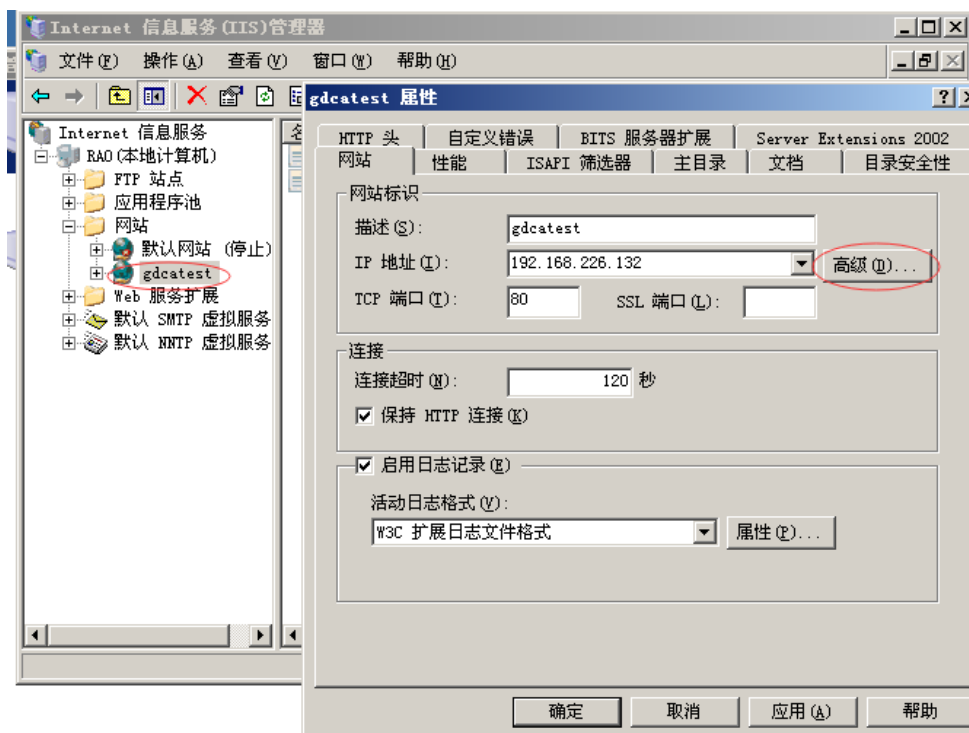 Internet 信息服务(IIS)管理器
文件(F) 操作(A) 查看(V) 窗口(W) 帮助(H)
Internet 信息服务
RAO(本地计算机)
FTP 站点
应用程序池
网站
默认网站 (停止)
gdcatest
Web 服务扩展
默认 SMTP 虚拟服务
默认 NNTP 虚拟服务
gdcatest 属性
HTTP 头 自定义错误 BITS 服务器扩展 Server Extensions 2002
网站 性能 ISAPI 筛选器 主目录 文档 目录安全性
网站标识
描述(S): gdcatest
IP 地址(I): 192.168.226.132 高级(D)...
TCP 端口(T): 80 SSL 端口(L):
连接
连接超时(N): 120 秒
保持 HTTP 连接(K)
启用日志记录(E)
活动日志格式(V):
W3C 扩展日志文件格式 属性(P)...
确定 取消 应用(A) 帮助